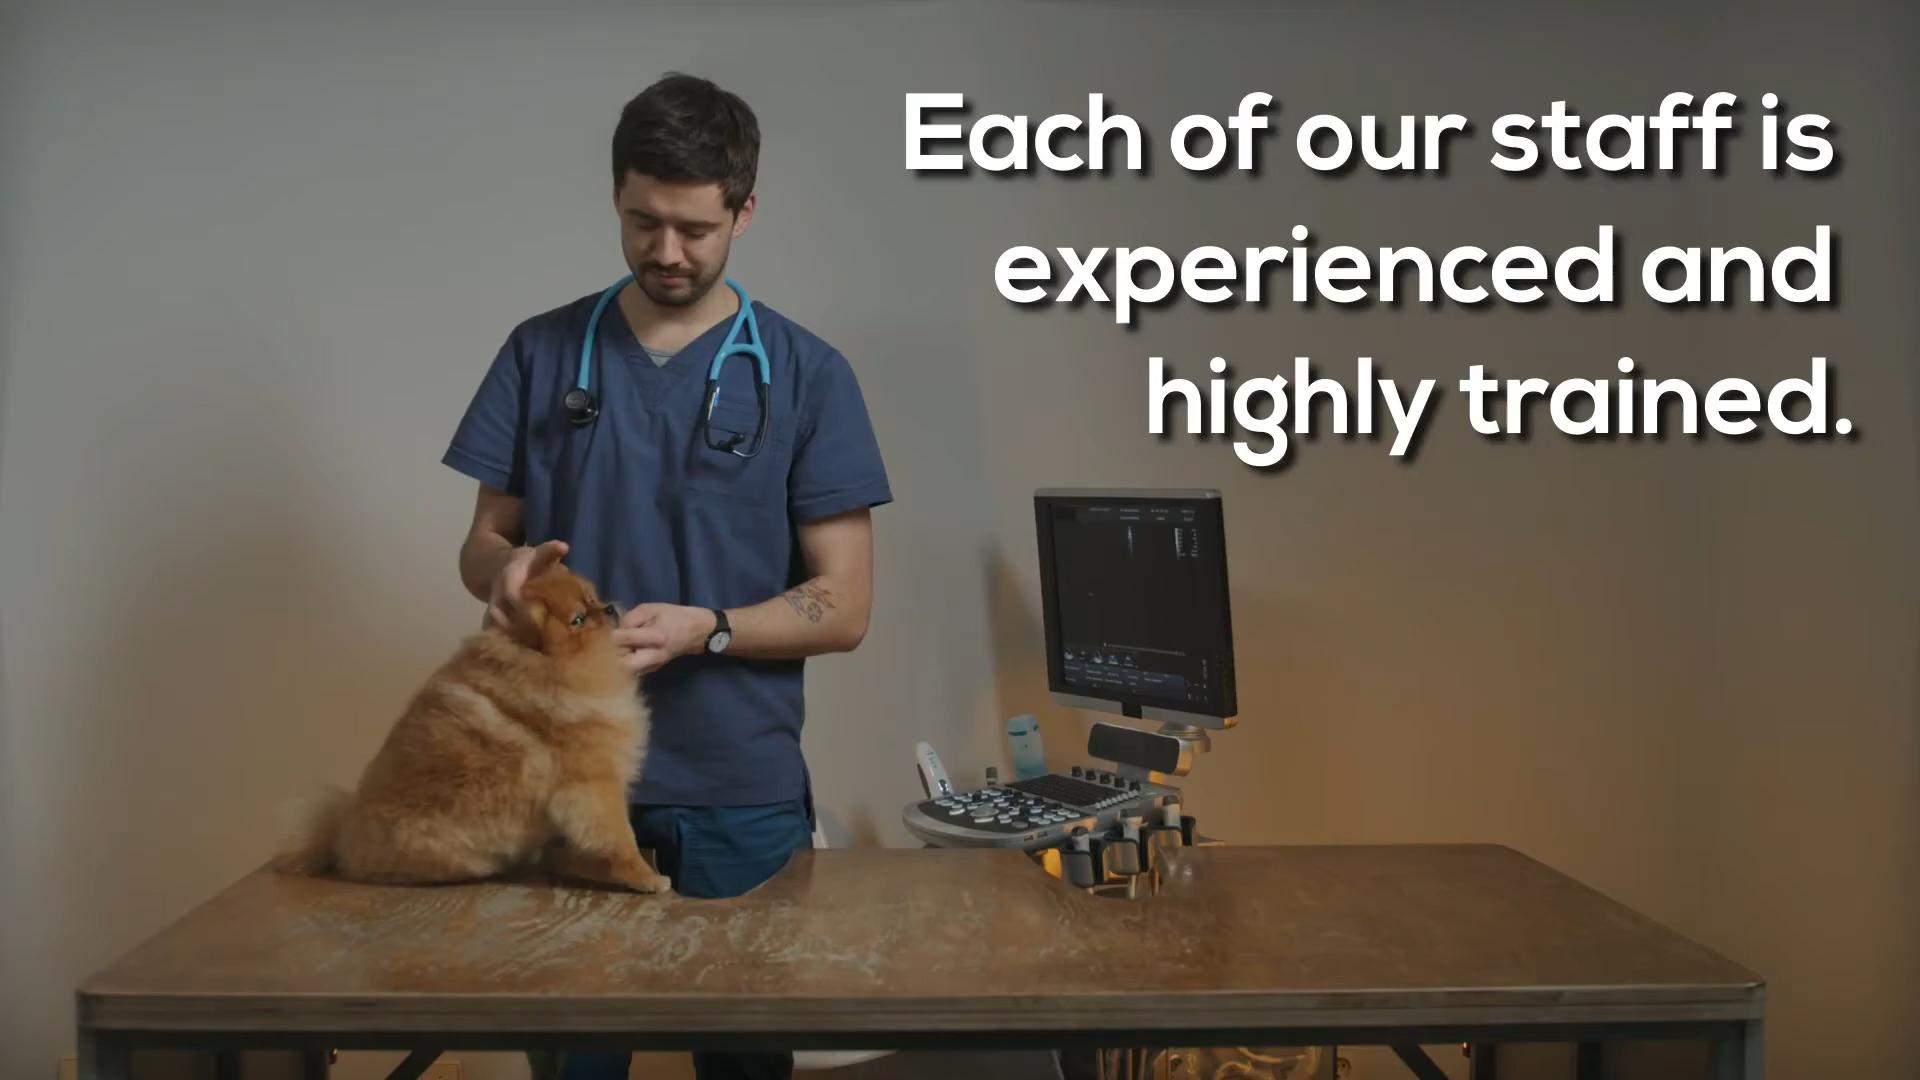 Each of our staff is
experienced and
highly trained.